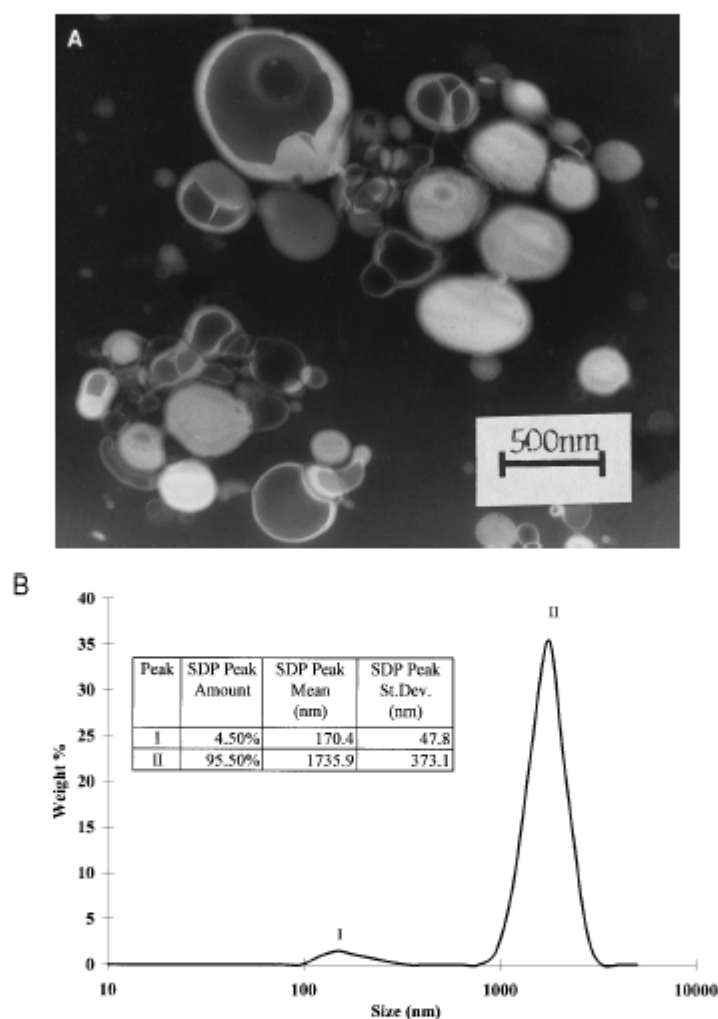 A
500nm
B
40
35
30
25
20
15
10
5
0
Weight %
Peak SDP Peak SDP Peak SDP Peak
Amount Mean St.Dev.
(nm) (nm)
I 4.50% 170.4 47.8
II 95.50% 1735.9 373.1
I
II
10 100 1000 10000
Size (nm)